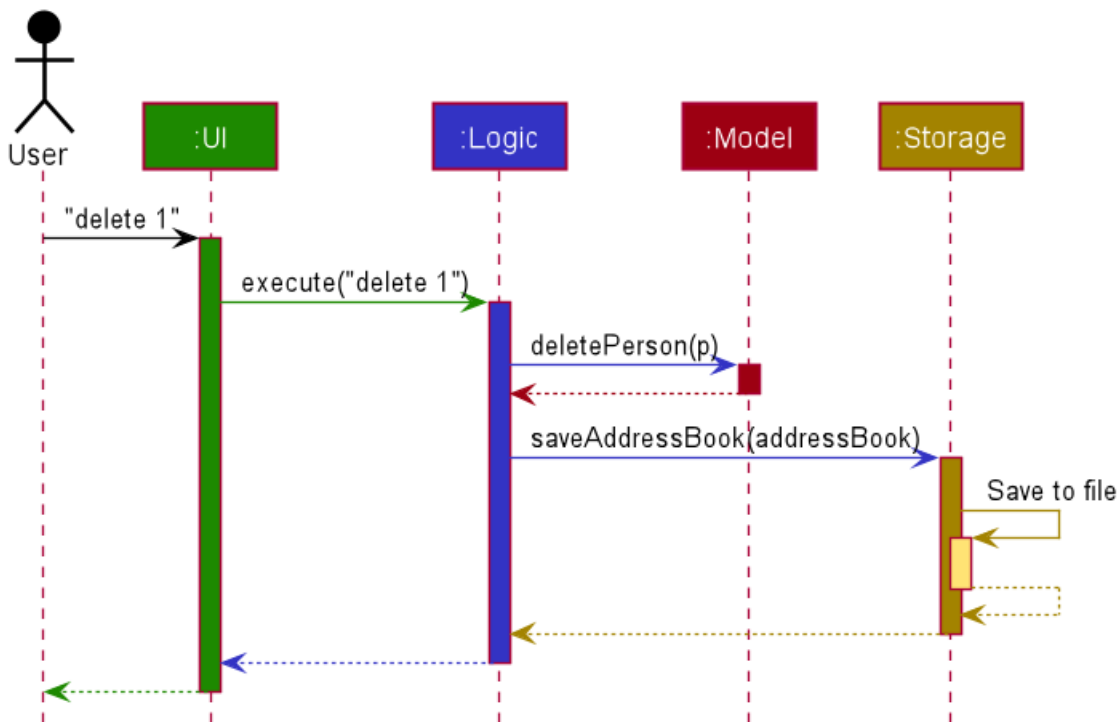 User
:UI
:Logic
:Model
:Storage
"delete 1"
execute("delete 1")
deletePerson(p)
saveAddressBook(addressBook)
Save to file